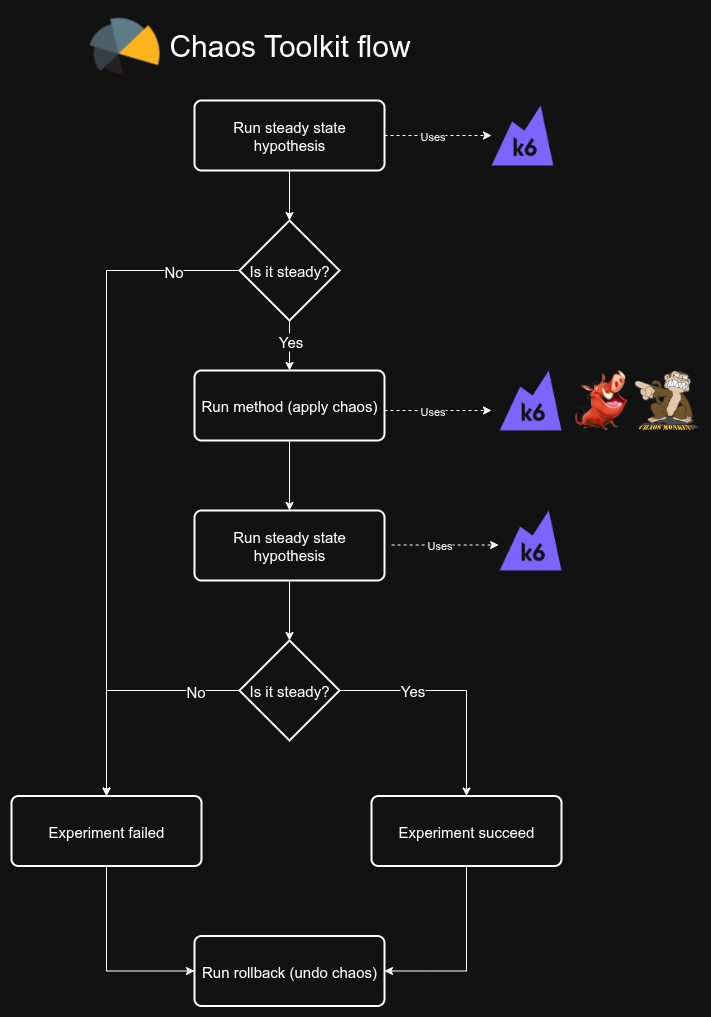 Chaos Toolkit flow
Run steady state
hypothesis
Uses
k6
Is it steady?
No
Yes
Run method (apply chaos)
Uses
k6
CHAOS MONKEY
Run steady state
hypothesis
Uses
k6
Is it steady?
No
Yes
Experiment failed
Experiment succeed
Run rollback (undo chaos)